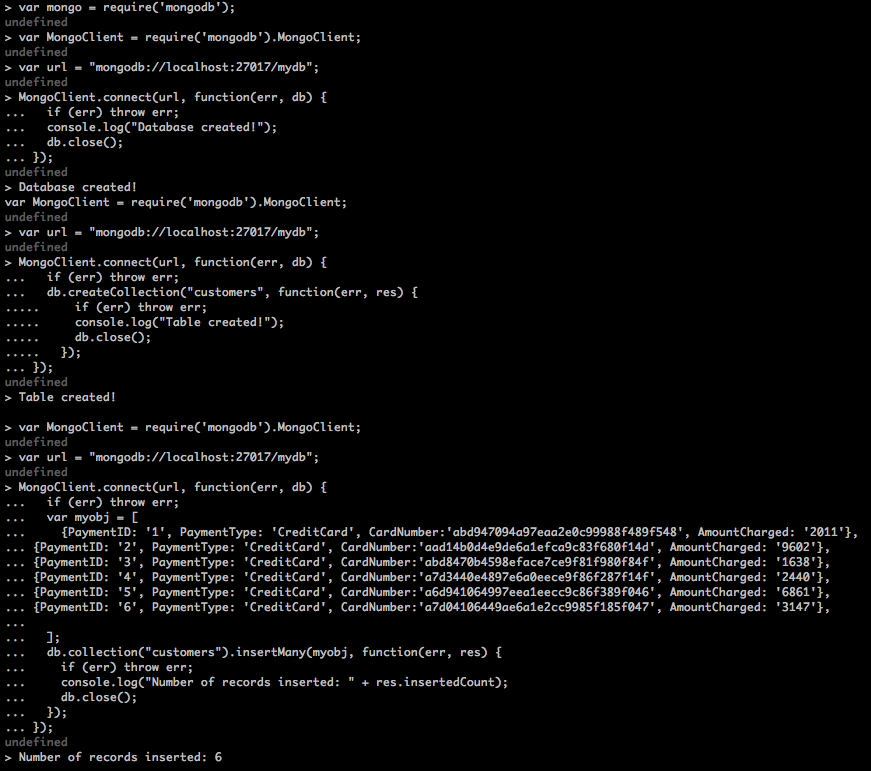 > var mongo = require('mongodb');
undefined
> var MongoClient = require('mongodb').MongoClient;
undefined
> var url = "mongodb://localhost:27017/mydb";
undefined
> MongoClient.connect(url, function(err, db) {
...   if (err) throw err;
...   console.log("Database created!");
...   db.close();
... });
undefined
> Database created!
var MongoClient = require('mongodb').MongoClient;
undefined
> var url = "mongodb://localhost:27017/mydb";
undefined
> MongoClient.connect(url, function(err, db) {
...   if (err) throw err;
...   db.createCollection("customers", function(err, res) {
.....     if (err) throw err;
.....     console.log("Table created!");
.....     db.close();
.....   });
... });
undefined
> Table created!
> var MongoClient = require('mongodb').MongoClient;
undefined
> var url = "mongodb://localhost:27017/mydb";
undefined
> MongoClient.connect(url, function(err, db) {
...   if (err) throw err;
...   var myobj = [
...     {PaymentID: '1', PaymentType: 'CreditCard', CardNumber:'abd947094a97eaa2e0c99988f489f548', AmountCharged: '2011'},
... {PaymentID: '2', PaymentType: 'CreditCard', CardNumber:'aad14b0d4e9de6a1efca9c83f680f14d', AmountCharged: '9602'},
... {PaymentID: '3', PaymentType: 'CreditCard', CardNumber:'abd8470b4598eface7ce9f81f980f84f', AmountCharged: '1638'},
... {PaymentID: '4', PaymentType: 'CreditCard', CardNumber:'a7d3440e4897e6a0eece9f86f287f14f', AmountCharged: '2440'},
... {PaymentID: '5', PaymentType: 'CreditCard', CardNumber:'a6d941064997eea1eecc9c86f389f046', AmountCharged: '6861'},
... {PaymentID: '6', PaymentType: 'CreditCard', CardNumber:'a7d04106449ae6a1e2cc9985f185f047', AmountCharged: '3147'},
...
...   ];
...   db.collection("customers").insertMany(myobj, function(err, res) {
...     if (err) throw err;
...     console.log("Number of records inserted: " + res.insertedCount);
...     db.close();
...   });
... });
undefined
> Number of records inserted: 6